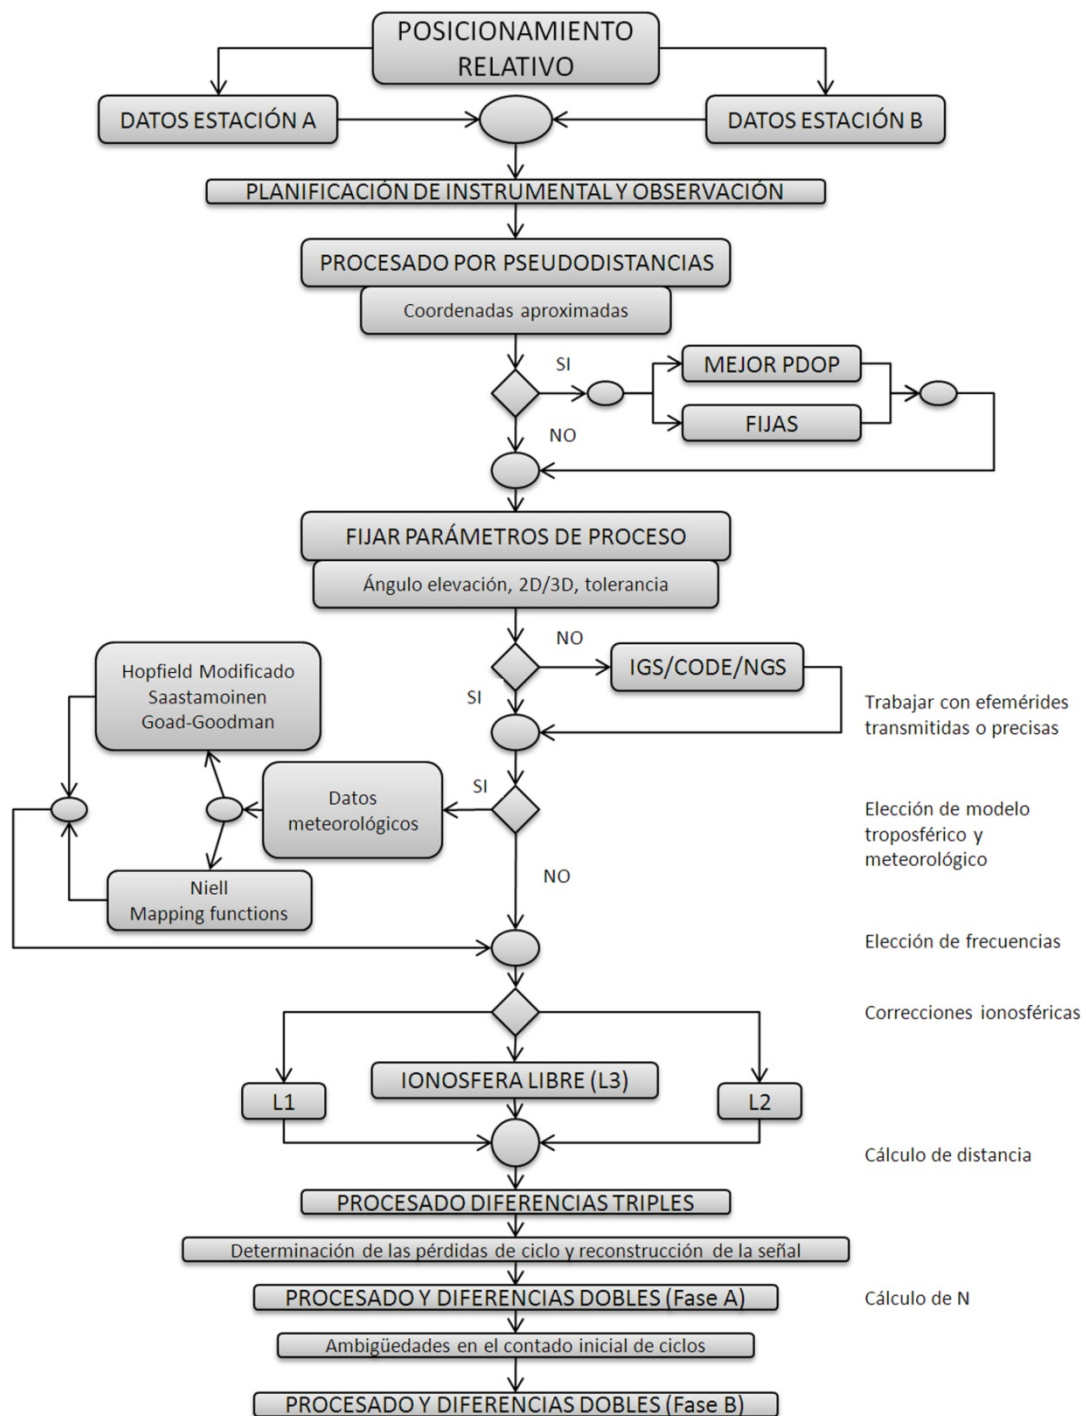 POSICIONAMIENTO
RELATIVO
DATOS ESTACIÓN A
DATOS ESTACIÓN B
PLANIFICACIÓN DE INSTRUMENTAL Y OBSERVACIÓN
PROCESADO POR PSEUDODISTANCIAS
Coordenadas aproximadas
SI
MEJOR PDOP
FIJAS
NO
FIJAR PARÁMETROS DE PROCESO
Ángulo elevación, 2D/3D, tolerancia
NO
IGS/CODE/NGS
SI
Trabajar con efemérides
transmitidas o precisas
Hopfield Modificado
Saastamoinen
Goad-Goodman
SI
Datos
meteorológicos
Elección de modelo
troposférico y
meteorológico
NO
Niell
Mapping functions
Elección de frecuencias
Correcciones ionosféricas
IONOSFERA LIBRE (L3)
L1
L2
Cálculo de distancia
PROCESADO DIFERENCIAS TRIPLES
Determinación de las pérdidas de ciclo y reconstrucción de la señal
PROCESADO Y DIFERENCIAS DOBLES (Fase A)
Cálculo de N
Ambigüedades en el contado inicial de ciclos
PROCESADO Y DIFERENCIAS DOBLES (Fase B)